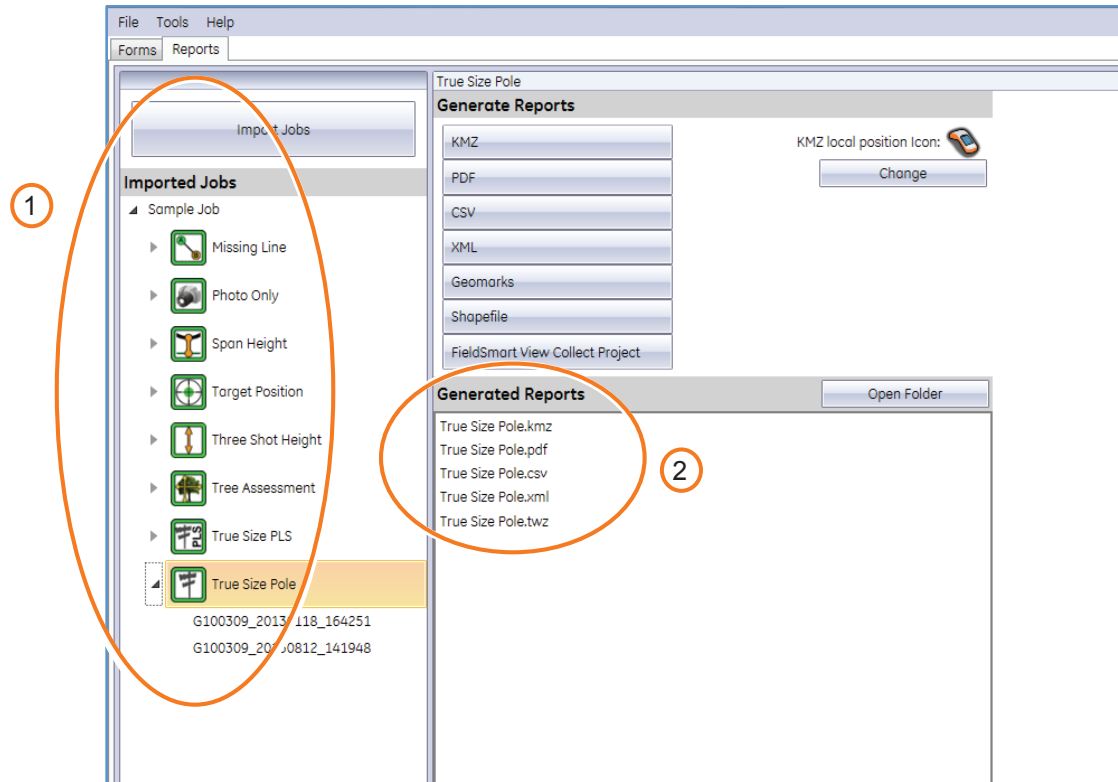 File Tools Help
Forms Reports
Import Jobs
Imported Jobs
Sample Job
Missing Line
Photo Only
Span Height
Target Position
Three Shot Height
Tree Assessment
PLS
True Size PLS
True Size Pole
G100309_141948
1
True Size Pole
Generate Reports
KMZ
PDF
CSV
XML
Geomarks
Shapefile
FieldSmart View Collect Project
KMZ local position Icon:
Change
Generated Reports
Open Folder
True Size Pole.kmz
True Size Pole.pdf
True Size Pole.csv
True Size Pole.xml
True Size Pole.twz
2